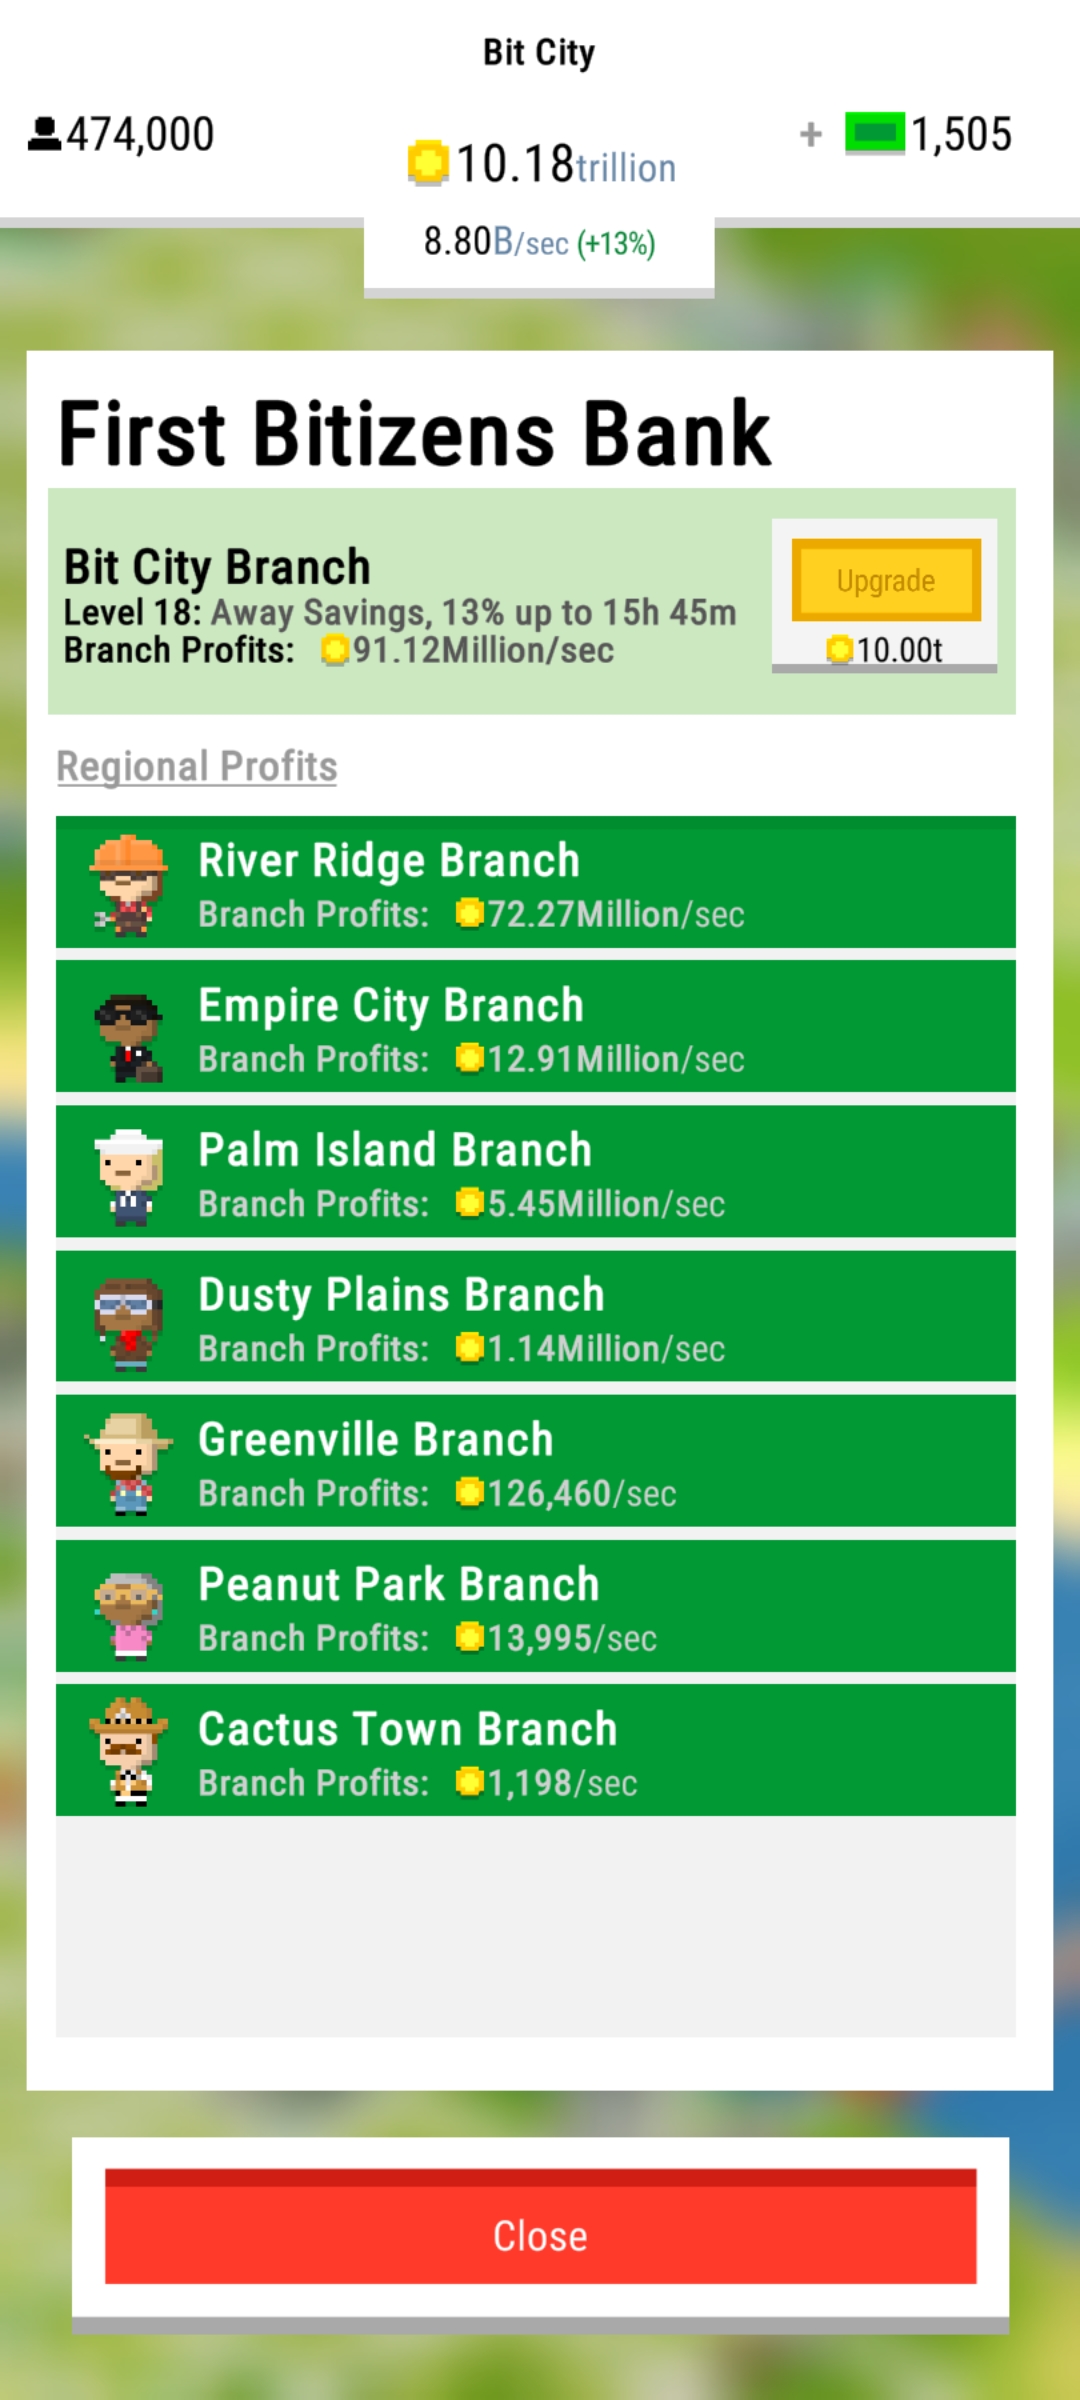 Bit City
474,000
10.18trillion
+ 1,505
8.80B/sec (+13%)
First Bitizens Bank
Bit City Branch
Level 18: Away Savings, 13% up to 15h 45m
Branch Profits: 91.12Million/sec
Upgrade
10.00t
Regional Profits
River Ridge Branch
Branch Profits: 72.27Million/sec
Empire City Branch
Branch Profits: 12.91Million/sec
Palm Island Branch
Branch Profits: 5.45Million/sec
Dusty Plains Branch
Branch Profits: 1.14Million/sec
Greenville Branch
Branch Profits: 126,460/sec
Peanut Park Branch
Branch Profits: 13,995/sec
Cactus Town Branch
Branch Profits: 1,198/sec
Close